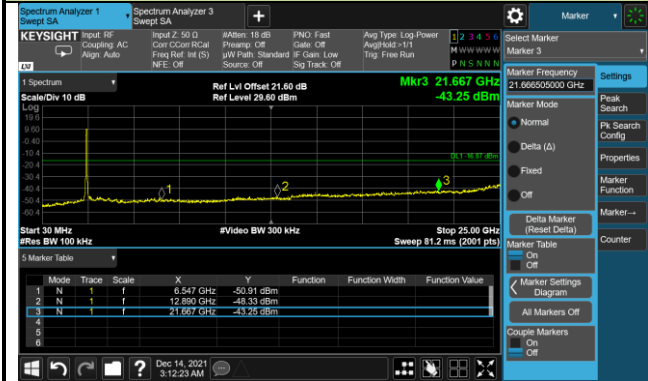 Spectrum Analyzer 1
Swept SA
Spectrum Analyzer 3
Swept SA
+
Marker
KEYSIGHT
Input: RF
Coupling: AC
Align: Auto
Input Z: 50 Ω
Corr CCorr RCal
Freq Ref: Int (S)
NFE: Off
#Atten: 18 dB
Preamp: Off
µW Path: Standard
Source: Off
PNO: Fast
Gate: Off
IF Gain: Low
Sig Track: Off
Avg Type: Log-Power
Avg|Hold:>1/1
Trig: Free Run
1 2 3 4 5 6
M W W W W W
P N S N N N
LXI
Select Marker
Marker 3
1 Spectrum
Scale/Div 10 dB
Ref Lvl Offset 21.60 dB
Ref Level 29.60 dBm
Mkr3 21.667 GHz
-43.25 dBm
Log
19.6
9.60
-0.40
-10.4
-20.4
-30.4
-40.4
-50.4
-60.4
DL1 -16.87 dBm
1
2
3
Start 30 MHz
#Res BW 100 kHz
#Video BW 300 kHz
Stop 25.00 GHz
Sweep 81.2 ms (2001 pts)
5 Marker Table
Mode Trace Scale X Y Function Function Width Function Value
1 N 1 f 6.547 GHz -50.91 dBm
2 N 1 f 12.890 GHz -48.33 dBm
3 N 1 f 21.667 GHz -43.25 dBm
4
5
6
Marker Frequency
21.666505000 GHz
Marker Mode
Normal
Delta (Δ)
Fixed
Off
Delta Marker
(Reset Delta)
Marker Table
On
Off
Marker Settings
Diagram
All Markers Off
Couple Markers
On
Off
Settings
Peak
Search
Pk Search
Config
Properties
Marker
Function
Marker→
Counter
?
Dec 14, 2021
3:12:23 AM